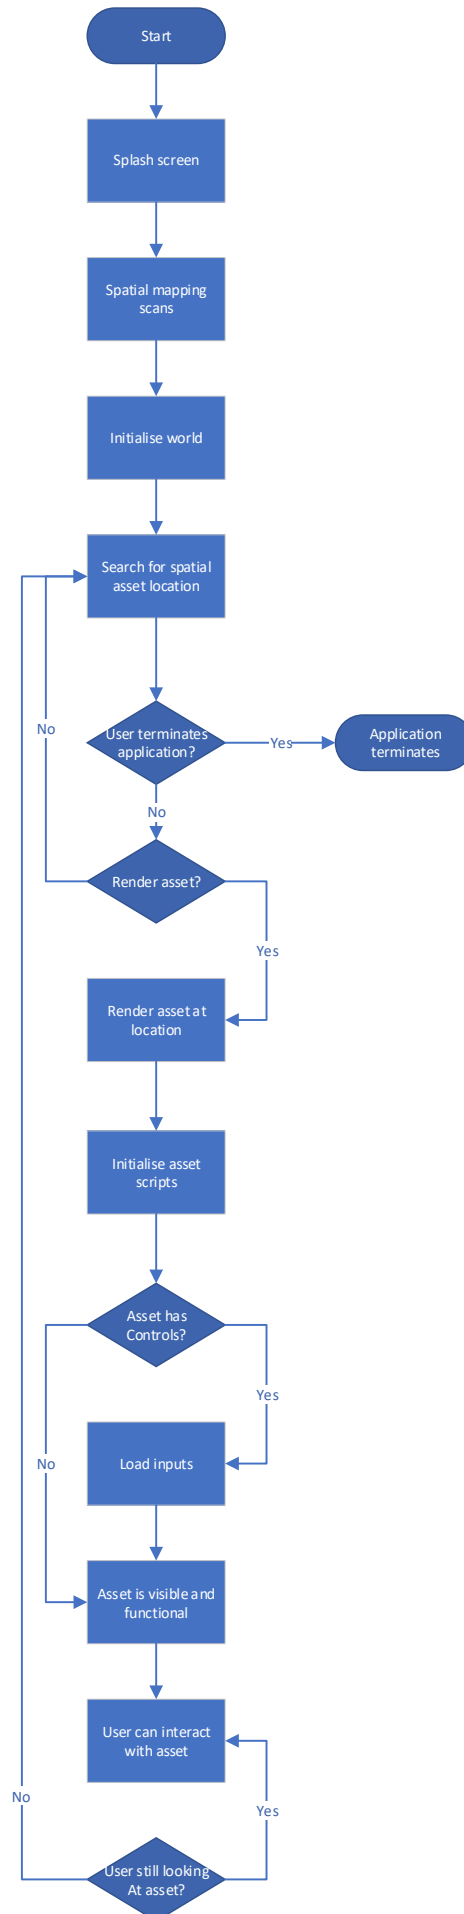 Start
Splash screen
Spatial mapping
scans
Initialise world
Search for spatial
asset location
No
User terminates
application?
Yes
Application
terminates
No
Render asset?
Yes
Render asset at
location
Initialise asset
scripts
Asset has
Controls?
Yes
No
Load inputs
Asset is visible and
functional
User can interact
with asset
No
Yes
User still looking
At asset?